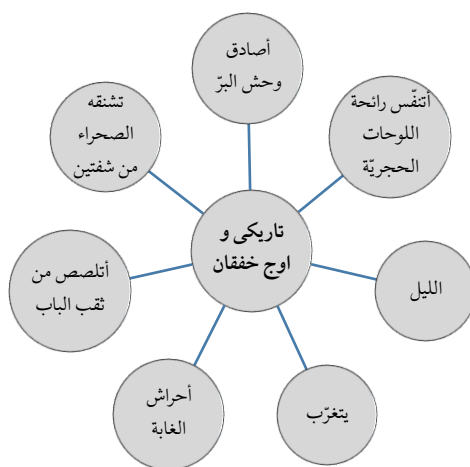 أصادق
وحش البرّ
أتنفّس رائحة
اللوحات
الحجريّة
الليل
يتغرّب
أحراش
الغابة
أتلصص من
ثقب الباب
تشنقه
الصحراء
من شفتين
تاریکی و
اوج خفقان